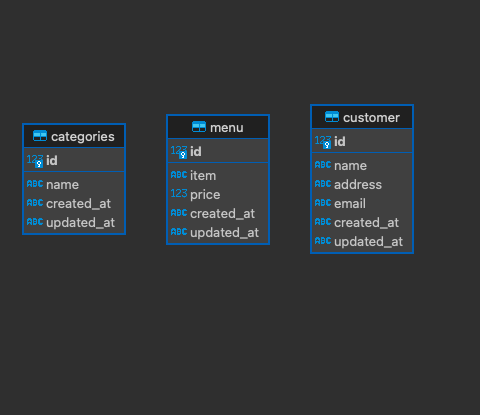 categories
123 id
ABC name
ABC created_at
ABC updated_at
menu
123 id
ABC item
123 price
ABC created_at
ABC updated_at
customer
123 id
ABC name
ABC address
ABC email
ABC created_at
ABC updated_at